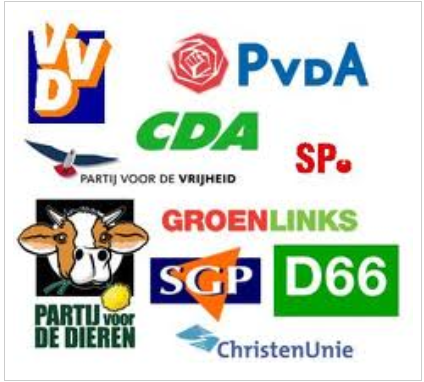 VVD
PVDA
CDA
PARTIJ VOOR DE VRIJHEID
SP
GROENLINKS
PARTIJ voor
DE DIEREN
SGP
D66
ChristenUnie